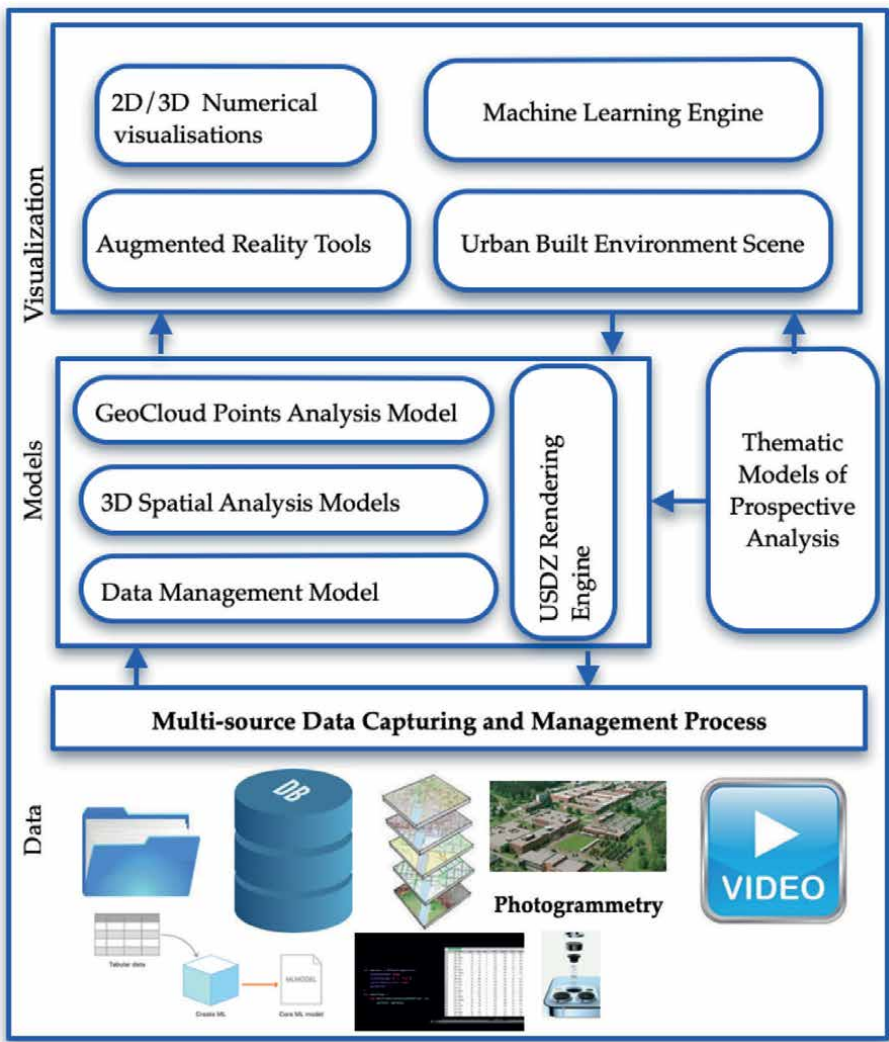 Visualization
2D/3D Numerical
visualisations
Machine Learning Engine
Augmented Reality Tools
Urban Built Environment Scene
Models
GeoCloud Points Analysis Model
3D Spatial Analysis Models
Data Management Model
USDZ Rendering
Engine
Thematic
Models of
Prospective
Analysis
Multi-source Data Capturing and Management Process
Data
DB
Photogrammetry
VIDEO
Tabular data
Create ML
MLMODEL
Core ML model